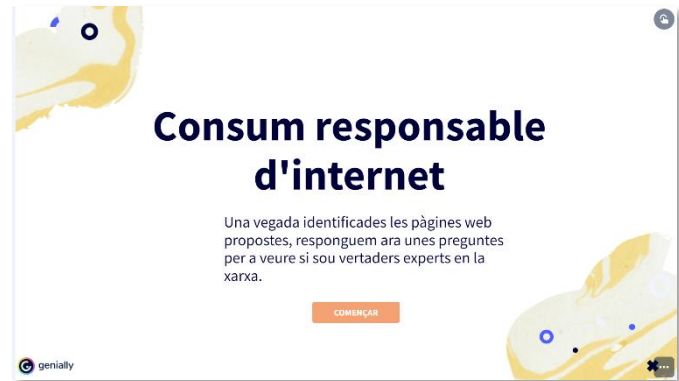 Consum responsable
d'internet
Una vegada identificades les pàgines web
propostes, responguem ara unes preguntes
per a veure si sou vertaders experts en la
xarxa.
COMENÇAR
genially